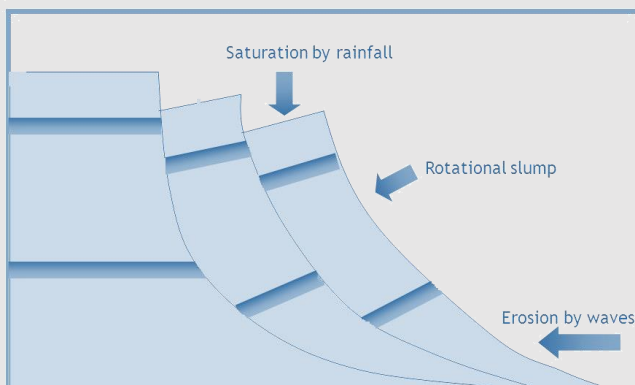 Saturation by rainfall
Rotational slump
Erosion by waves